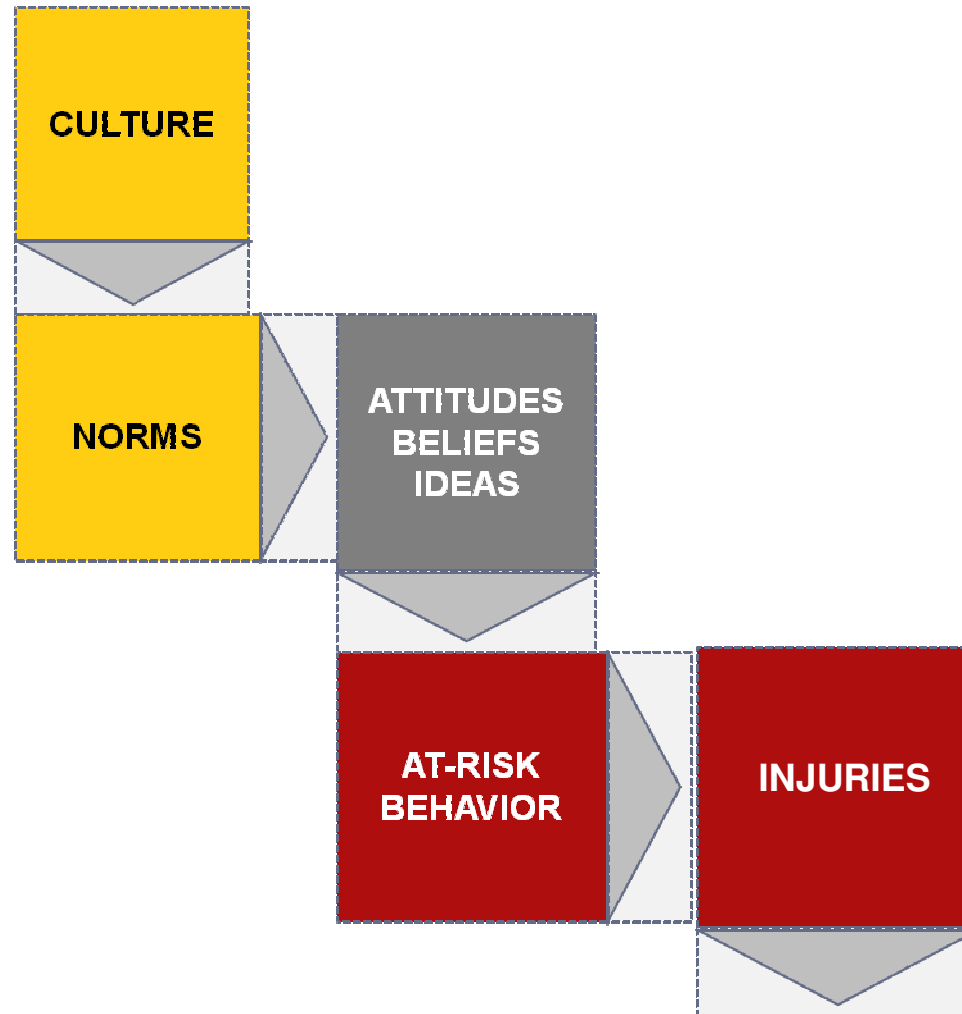 CULTURE
NORMS
ATTITUDES
BELIEFS
IDEAS
AT-RISK
BEHAVIOR
INJURIES